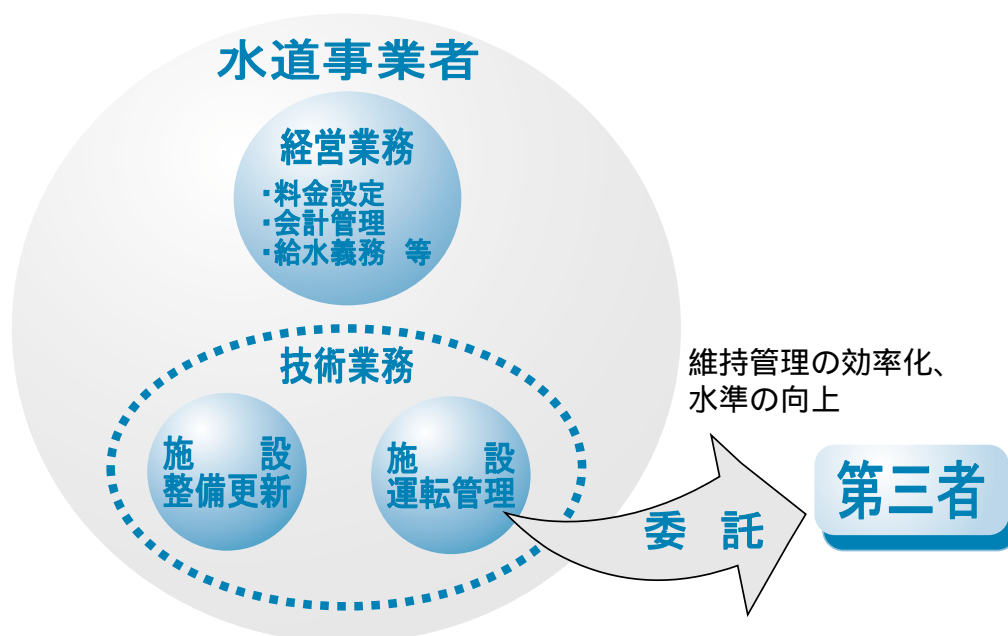 水道事業者
経営業務
・料金設定
・会計管理
・給水義務 等
技術業務
施 設
整備更新
施 設
運転管理
維持管理の効率化、
水準の向上
委 託
第三者